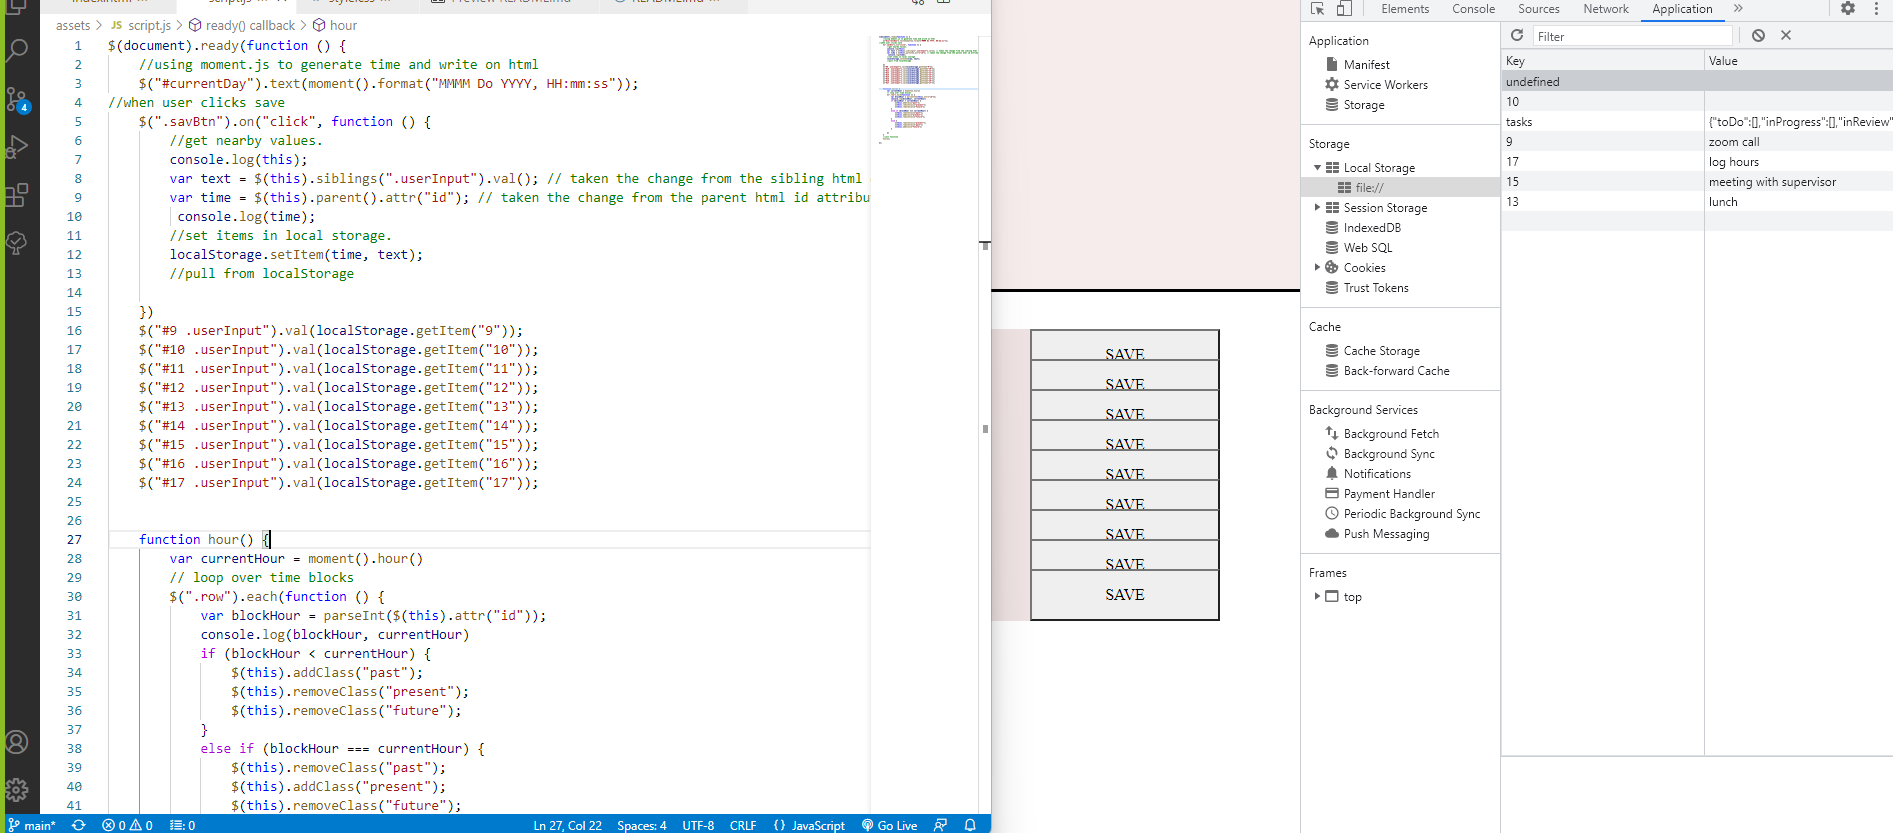 assets > JS script.js > ready() callback > hour
1 $(document).ready(function () {
2 //using moment.js to generate time and write on html
3 $("#currentDay").text(moment().format("MMMM Do YYYY, HH:mm:ss"));
4 //when user clicks save
5 $(".savBtn").on("click", function () {
6 //get nearby values.
7 console.log(this);
8 var text = $(this).siblings(".userInput").val(); // taken the change from the sibling html
9 var time = $(this).parent().attr("id"); // taken the change from the parent html id attribu
10 console.log(time);
11 //set items in local storage.
12 localStorage.setItem(time, text);
13 //pull from localStorage
14
15 })
16 $("#9 .userInput").val(localStorage.getItem("9"));
17 $("#10 .userInput").val(localStorage.getItem("10"));
18 $("#11 .userInput").val(localStorage.getItem("11"));
19 $("#12 .userInput").val(localStorage.getItem("12"));
20 $("#13 .userInput").val(localStorage.getItem("13"));
21 $("#14 .userInput").val(localStorage.getItem("14"));
22 $("#15 .userInput").val(localStorage.getItem("15"));
23 $("#16 .userInput").val(localStorage.getItem("16"));
24 $("#17 .userInput").val(localStorage.getItem("17"));
25
26
27 function hour() {
28 var currentHour = moment().hour()
29 // loop over time blocks
30 $(".row").each(function () {
31 var blockHour = parseInt($(this).attr("id"));
32 console.log(blockHour, currentHour)
33 if (blockHour < currentHour) {
34 $(this).addClass("past");
35 $(this).removeClass("present");
36 $(this).removeClass("future");
37 }
38 else if (blockHour === currentHour) {
39 $(this).removeClass("past");
40 $(this).addClass("present");
41 $(this).removeClass("future");
4
main* 0 0 :0 Ln 27, Col 22 Spaces: 4 UTF-8 CRLF {} JavaScript Go Live
SAVE
SAVE
SAVE
SAVE
SAVE
SAVE
SAVE
SAVE
SAVE
Elements Console Sources Network Application »
Application
Manifest
Service Workers
Storage
Storage
Local Storage
file://
Session Storage
IndexedDB
Web SQL
Cookies
Trust Tokens
Cache
Cache Storage
Back-forward Cache
Background Services
Background Fetch
Background Sync
Notifications
Payment Handler
Periodic Background Sync
Push Messaging
Frames
top
Filter
Key Value
undefined
10
tasks {"toDo":[],"inProgress":[],"inReview"
9 zoom call
17 log hours
15 meeting with supervisor
13 lunch